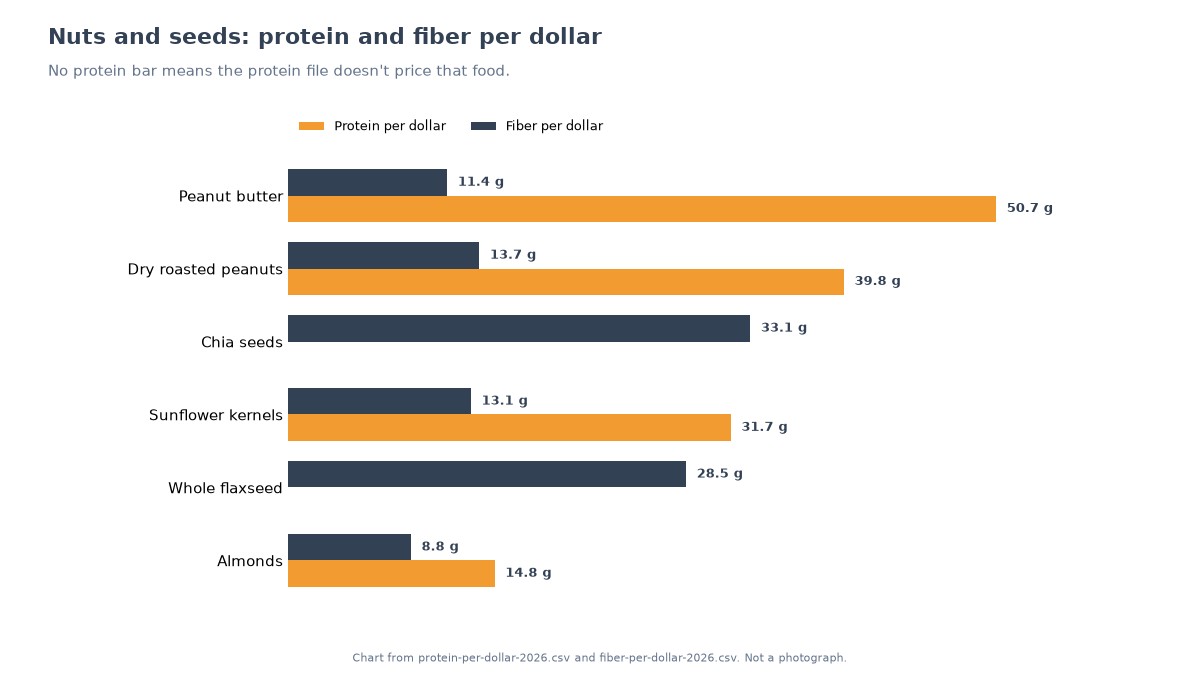 Nuts and seeds: protein and fiber per dollar
No protein bar means the protein file doesn't price that food.
Protein per dollar
Fiber per dollar
Peanut butter
11.4 g
50.7 g
Dry roasted peanuts
13.7 g
39.8 g
Chia seeds
33.1 g
Sunflower kernels
13.1 g
31.7 g
Whole flaxseed
28.5 g
Almonds
8.8 g
14.8 g
Chart from protein-per-dollar-2026.csv and fiber-per-dollar-2026.csv. Not a photograph.